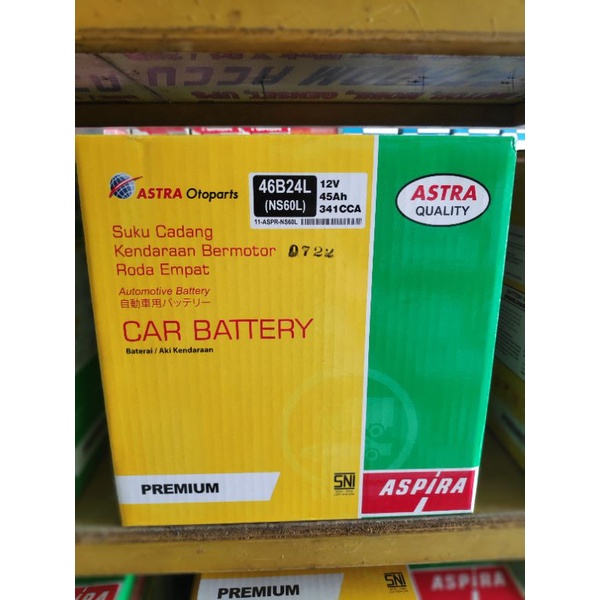 ASTRA Otoparts
46B24L
(NS60L)
12V
45Ah
341CCA
11-ASPR-NS60L
ASTRA
QUALITY
Suku Cadang
Kendaraan Bermotor
Roda Empat
0722
Automotive Battery
自動車用バッテリー
CAR BATTERY
Baterai / Aki Kendaraan
PREMIUM
SNI
ASPIRA
PREMIUM
SNI
ASPIRA